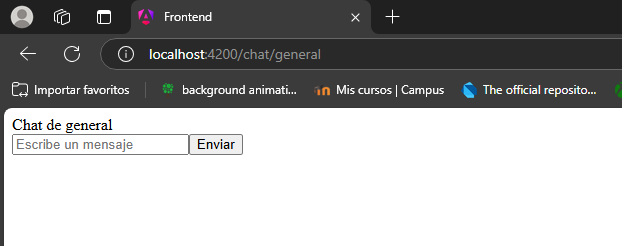 Frontend
localhost:4200/chat/general
Importar favoritos
background animati...
Mis cursos | Campus
The official reposito...
Chat de general
Escribe un mensaje
Enviar